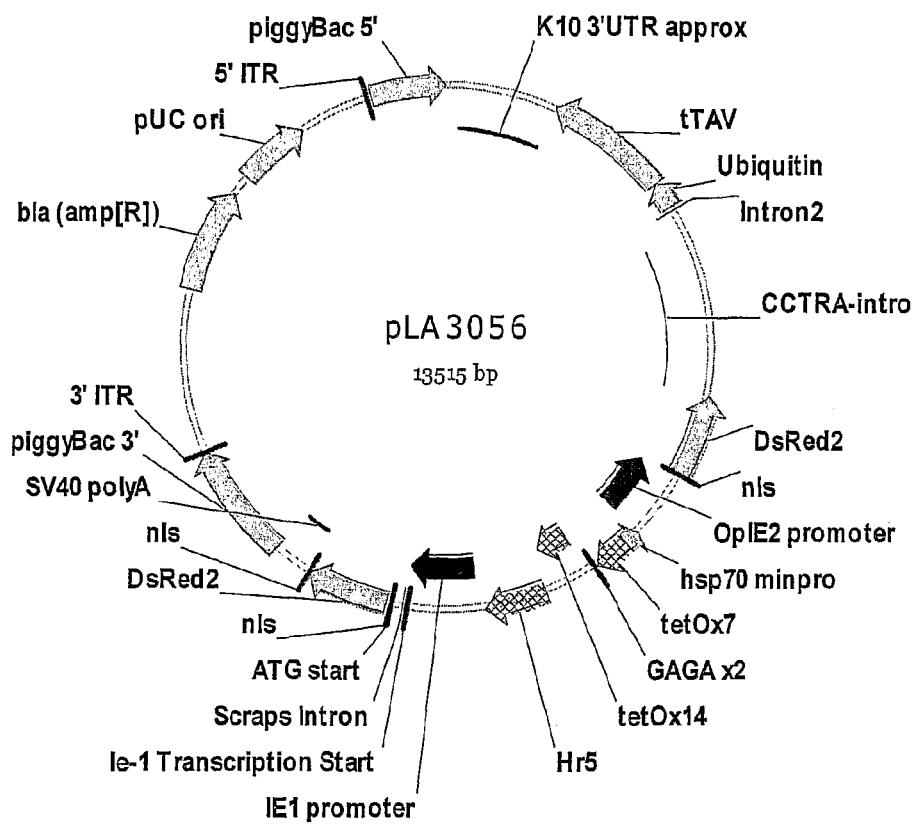 piggyBac 5'
K10 3'UTR approx
5' ITR
tTAV
pUC ori
Ubiquitin
Intron2
bla (amp[R])
CCTRA-intro
pLA3056
13515 bp
3' ITR
piggyBac 3'
DsRed2
SV40 polyA
nls
nls
OpIE2 promoter
DsRed2
hsp70 minpro
nls
tetOx7
ATG start
GAGA x2
Scraps Intron
tetOx14
Ie-1 Transcription Start
Hr5
IE1 promoter